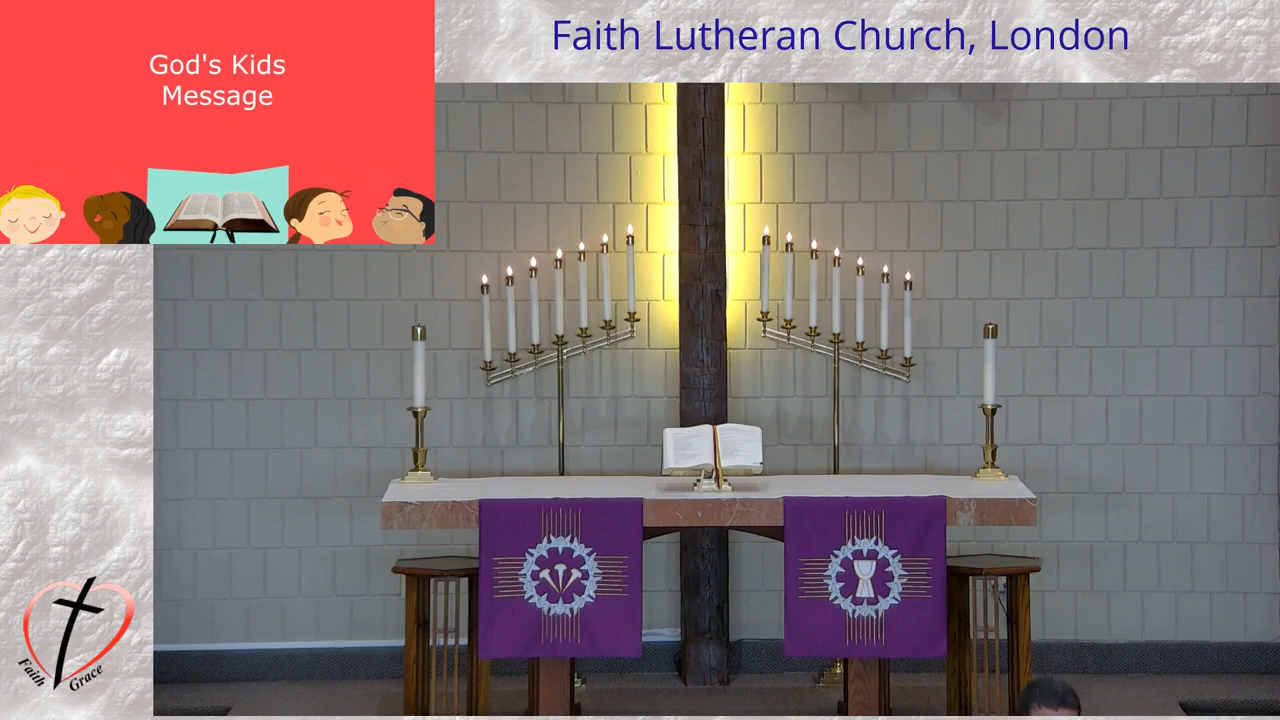 God's Kids
Message
Faith Lutheran Church, London
Faith
Grace